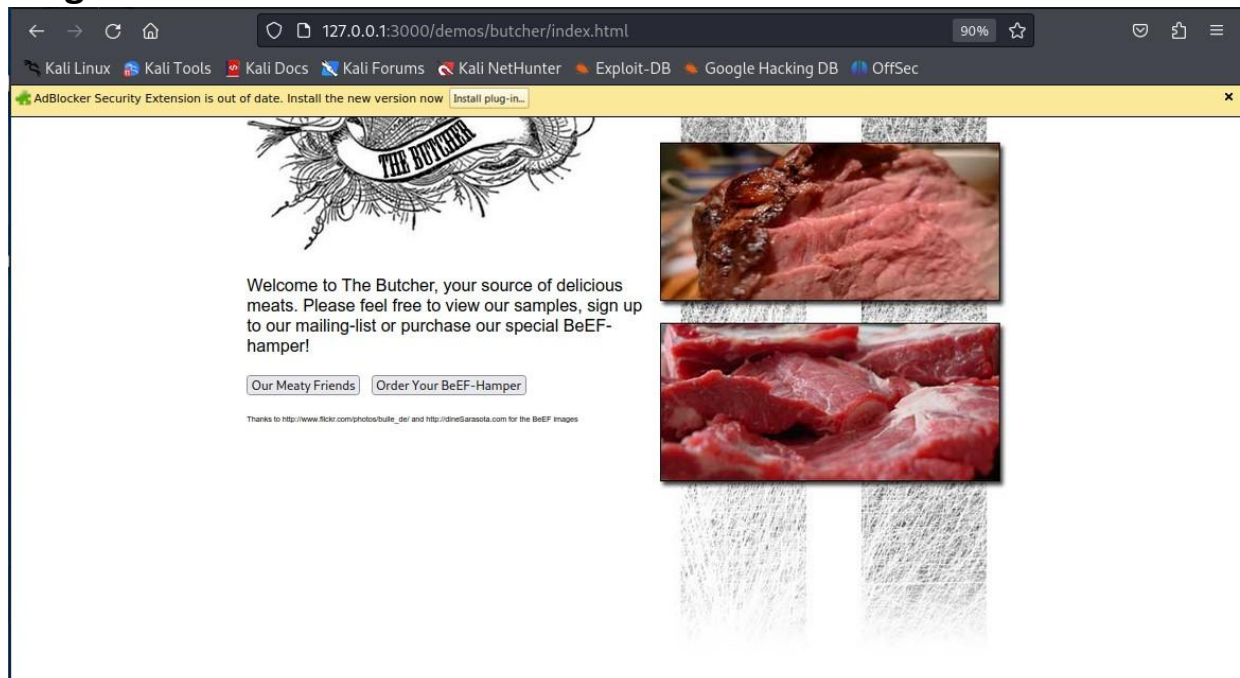 127.0.0.1:3000/demos/butcher/index.html 90%
Kali Linux Kali Tools Kali Docs Kali Forums Kali NetHunter Exploit-DB Google Hacking DB OffSec
AdBlocker Security Extension is out of date. Install the new version now Install plug-in...
THE BUTCHER
Welcome to The Butcher, your source of delicious
meats. Please feel free to view our samples, sign up
to our mailing-list or purchase our special BeEF-
hamper!
Our Meaty Friends Order Your BeEF-Hamper
Thanks to http://www.flickr.com/photos/bulle_de/ and http://dineSarasota.com for the BeEF images